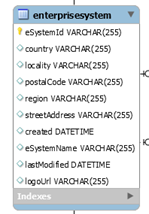 enterprisesystem
eSystemId VARCHAR(255)
country VARCHAR(255)
locality VARCHAR(255)
postalCode VARCHAR(255)
region VARCHAR(255)
streetAddress VARCHAR(255)
created DATETIME
eSystemName VARCHAR(255)
lastModified DATETIME
logoUrl VARCHAR(255)
Indexes